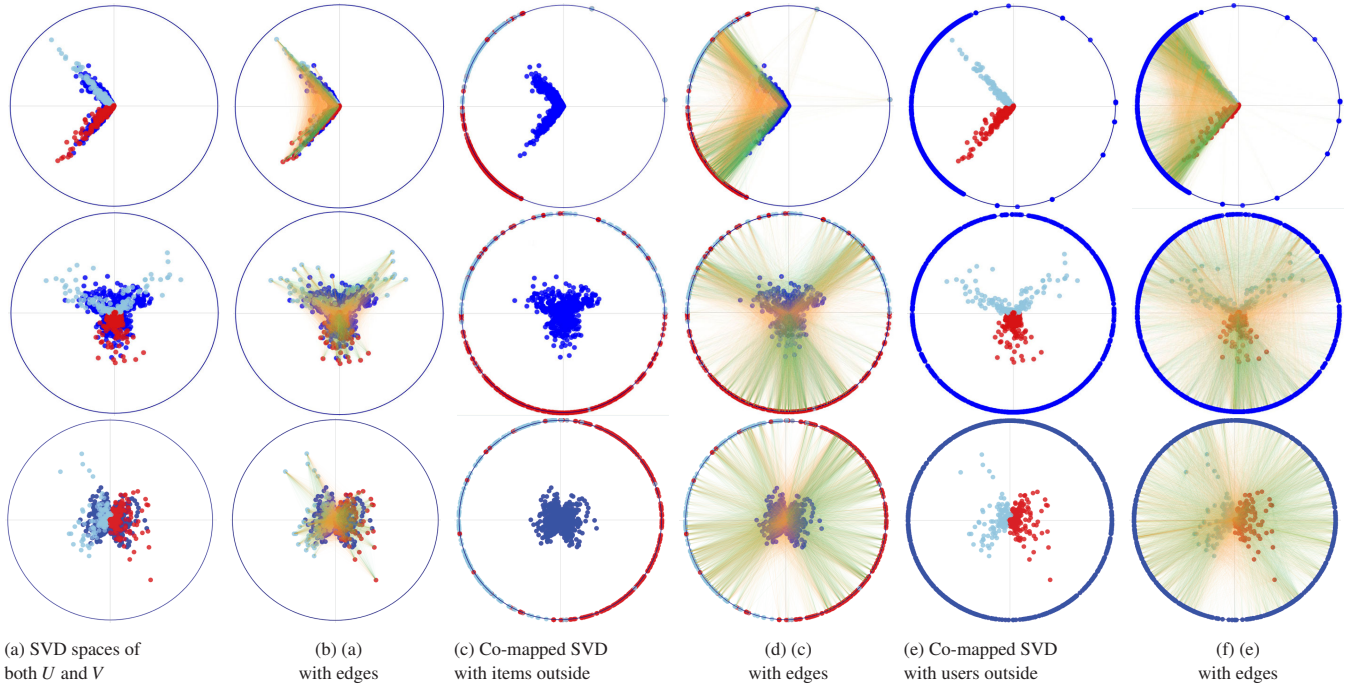 (a) SVD spaces of
both U and V
(b) (a)
with edges
(c) Co-mapped SVD
with items outside
(d) (c)
with edges
(e) Co-mapped SVD
with users outside
(f) (e)
with edges